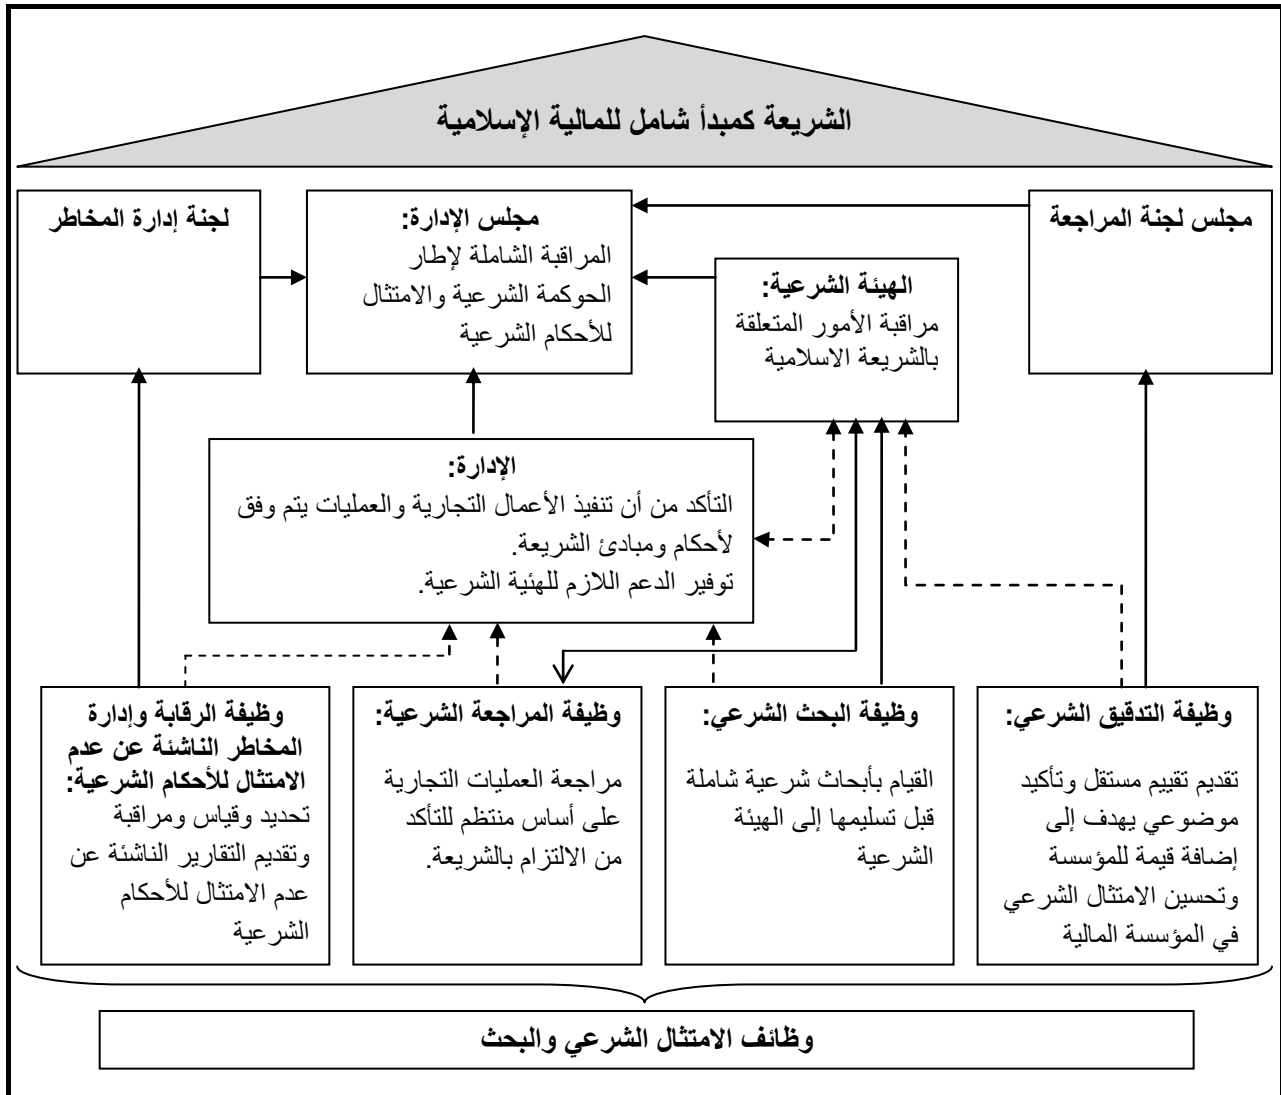 الشريعة كمبدأ شامل للمالية الإسلامية
مجلس لجنة المراجعة
الهيئة الشرعية:
مراقبة الأمور المتعلقة
بالشريعة الاسلامية
مجلس الإدارة:
المراقبة الشاملة لإطار
الحوكمة الشرعية والامتثال
للأحكام الشرعية
لجنة إدارة المخاطر
الإدارة:
التأكد من أن تنفيذ الأعمال التجارية والعمليات يتم وفق
لأحكام ومبادئ الشريعة.
توفير الدعم اللازم للهئية الشرعية.
وظيفة التدقيق الشرعي:
تقديم تقييم مستقل وتأكيد
موضوعي يهدف إلى
إضافة قيمة للمؤسسة
وتحسين الامتثال الشرعي
في المؤسسة المالية
وظيفة البحث الشرعي:
القيام بأبحاث شرعية شاملة
قبل تسليمها إلى الهيئة
الشرعية
وظيفة المراجعة الشرعية:
مراجعة العمليات التجارية
على أساس منتظم للتأكد
من الالتزام بالشريعة.
وظيفة الرقابة وإدارة
المخاطر الناشئة عن عدم
الامتثال للأحكام الشرعية:
تحديد وقياس ومراقبة
وتقديم التقارير الناشئة عن
عدم الامتثال للأحكام
الشرعية
وظائف الامتثال الشرعي والبحث